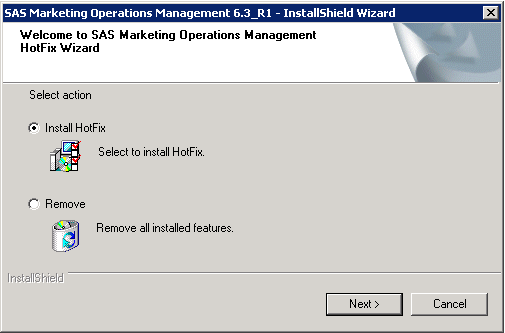 SAS Marketing Operations Management 6.3_R1 - InstallShield Wizard
Welcome to SAS Marketing Operations Management
HotFix Wizard
Select action
Install HotFix
Select to install HotFix.
Remove
Remove all installed features.
InstallShield
Next >
Cancel